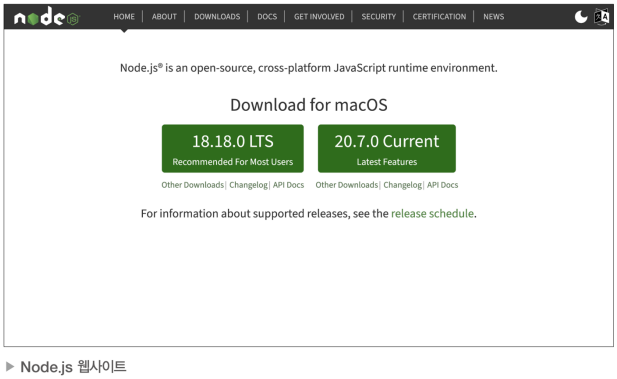 node JS
HOME | ABOUT | DOWNLOADS | DOCS | GET INVOLVED | SECURITY | CERTIFICATION | NEWS
Node.js® is an open-source, cross-platform JavaScript runtime environment.
Download for macOS
18.18.0 LTS
Recommended For Most Users
20.7.0 Current
Latest Features
Other Downloads | Changelog | API Docs
Other Downloads | Changelog | API Docs
For information about supported releases, see the release schedule.
▶ Node.js 웹사이트